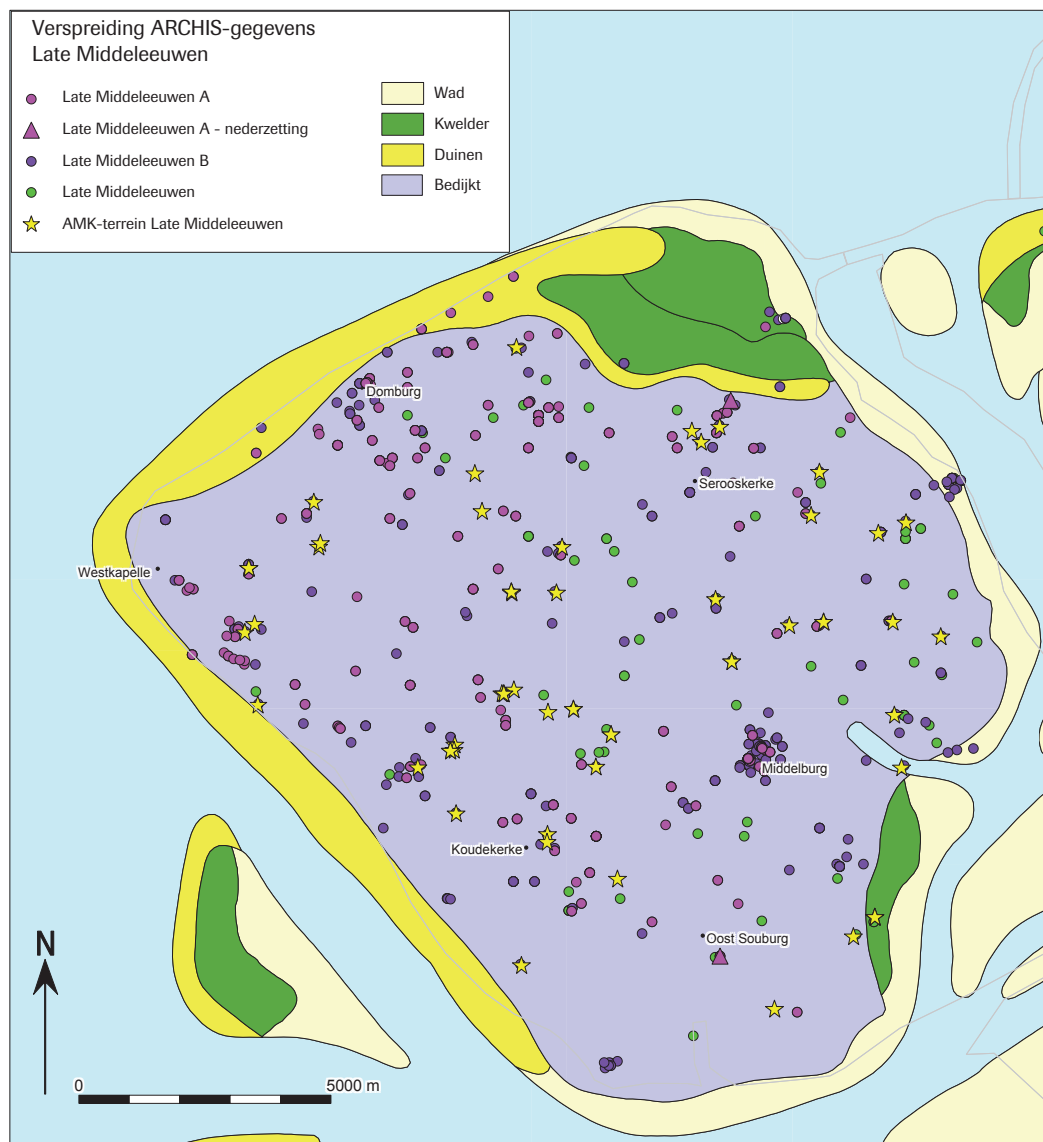 Verspreiding ARCHIS-gegevens
Late Middeleeuwen
Late Middeleeuwen A
Late Middeleeuwen A - nederzetting
Late Middeleeuwen B
Late Middeleeuwen
AMK-terrein Late Middeleeuwen
Wad
Kwelder
Duinen
Bedijkt
Domburg
Serooskerke
Westkapelle
Middelburg
Koudekerke
Oost Souburg
N
0
5000 m